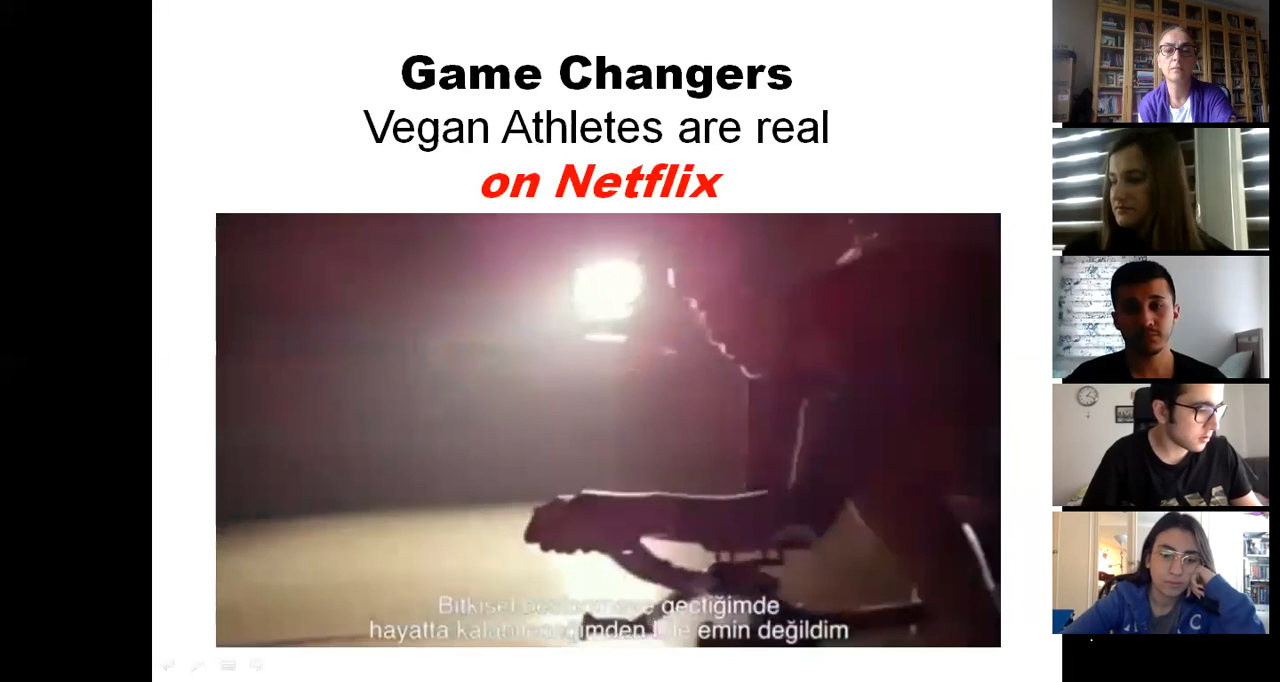 Game Changers
Vegan Athletes are real
on Netflix
Bitkisel geçtiğimde
hayatta emin değildim
C